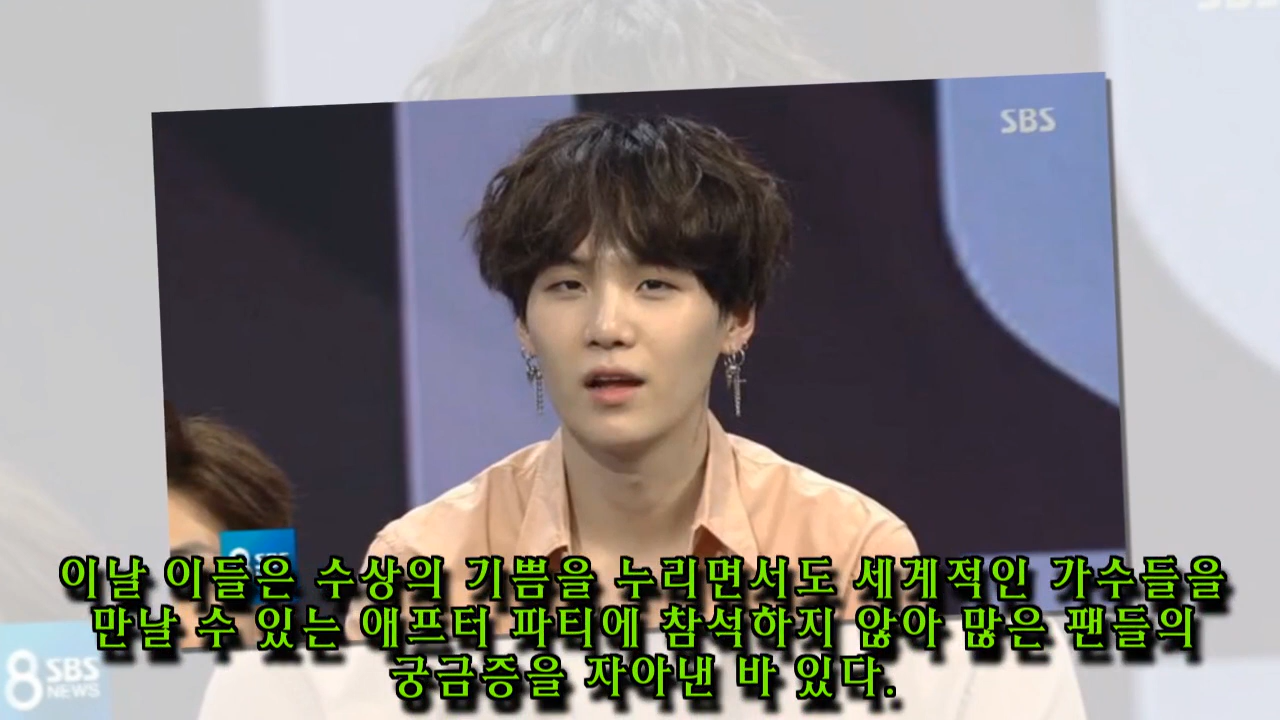 SBS
이날 이들은 수상의 기쁨을 누리면서도 세계적인 가수들을
만날 수 있는 애프터 파티에 참석하지 않아 많은 팬들의
궁금증을 자아낸 바 있다.
8 SBS
NEWS